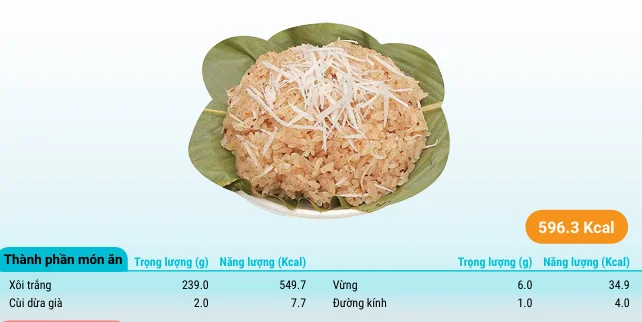 596.3 Kcal
Thành phần món ăn Trọng lượng (g) Năng lượng (Kcal) Trọng lượng (g) Năng lượng (Kcal)
Xôi trắng 239.0 549.7 Vừng 6.0 34.9
Cùi dừa già 2.0 7.7 Đường kính 1.0 4.0